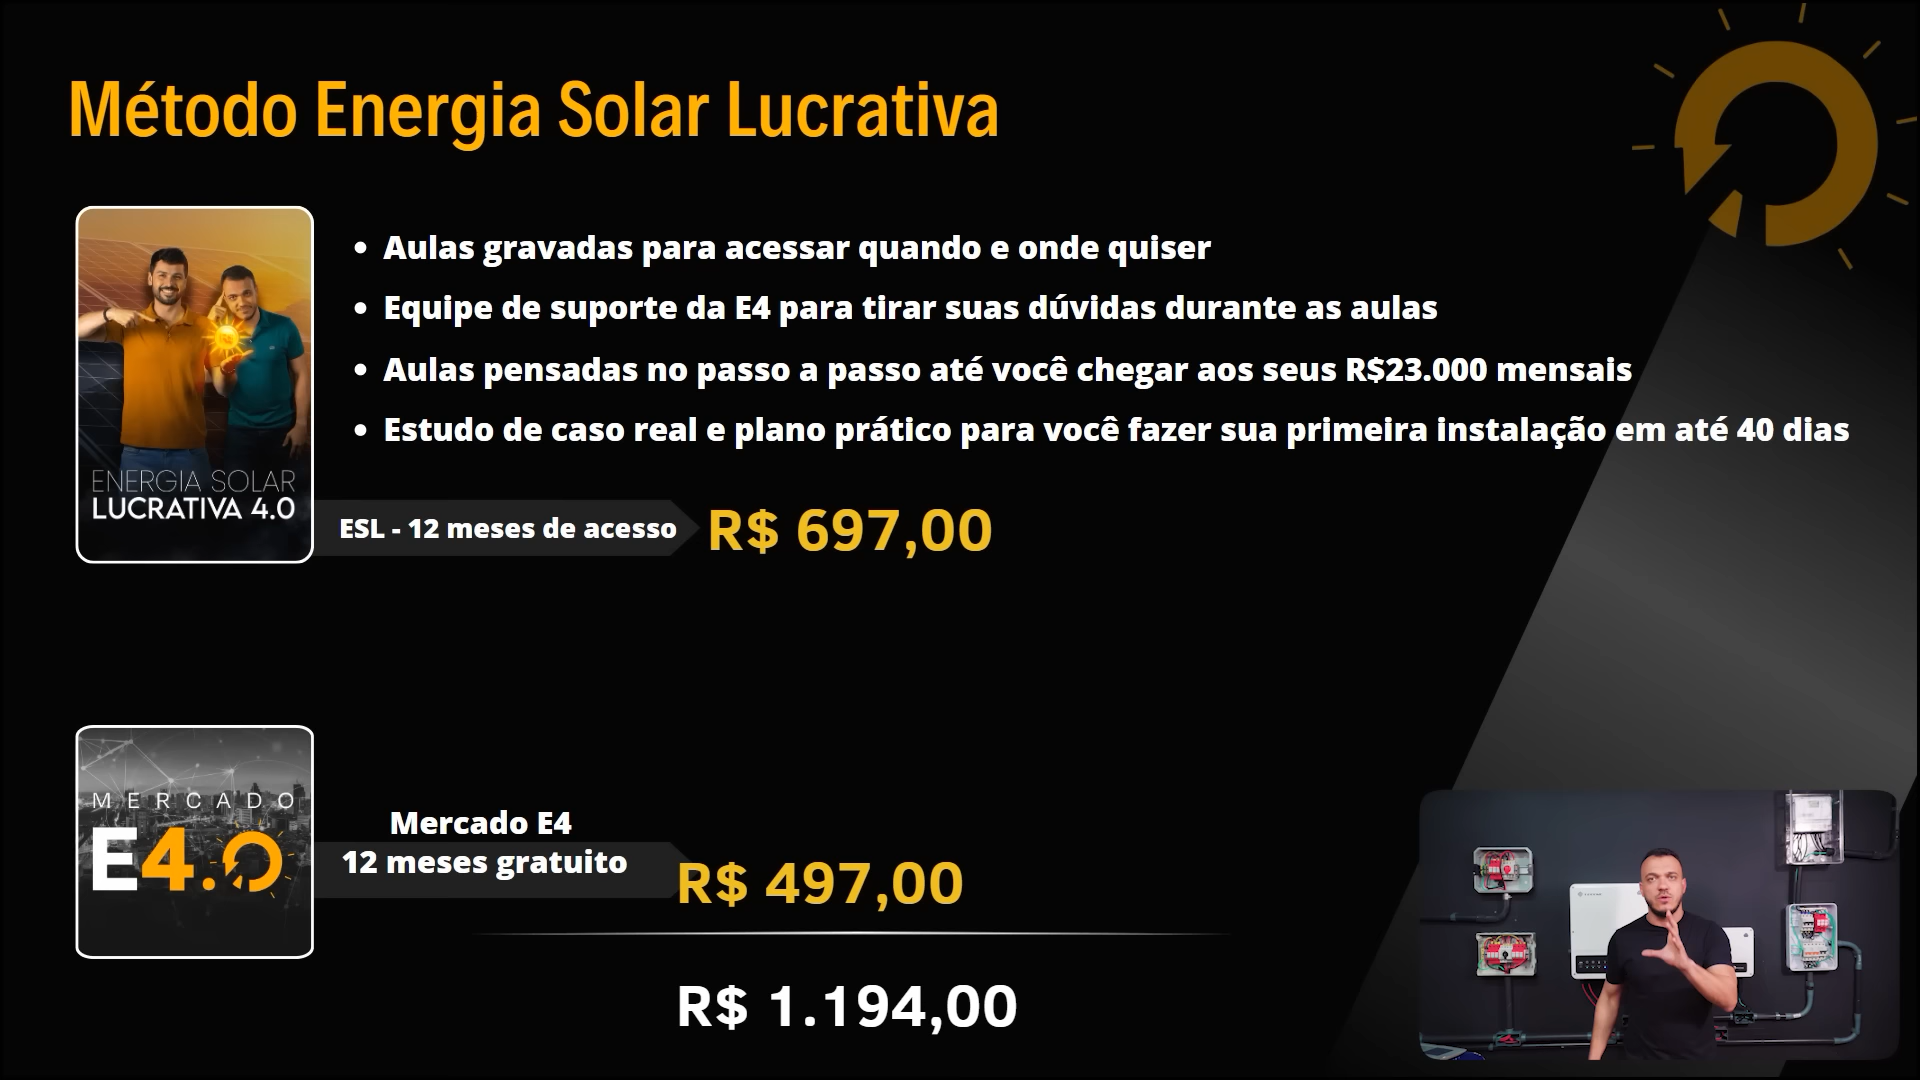 Método Energia Solar Lucrativa
• Aulas gravadas para acessar quando e onde quiser
• Equipe de suporte da E4 para tirar suas dúvidas durante as aulas
• Aulas pensadas no passo a passo até você chegar aos seus R$23.000 mensais
• Estudo de caso real e plano prático para você fazer sua primeira instalação em até 40 dias
ENERGIA SOLAR
LUCRATIVA 4.0
ESL - 12 meses de acesso
R$ 697,00
MERCADO
E4.0
Mercado E4
12 meses gratuito
R$ 497,00
R$ 1.194,00